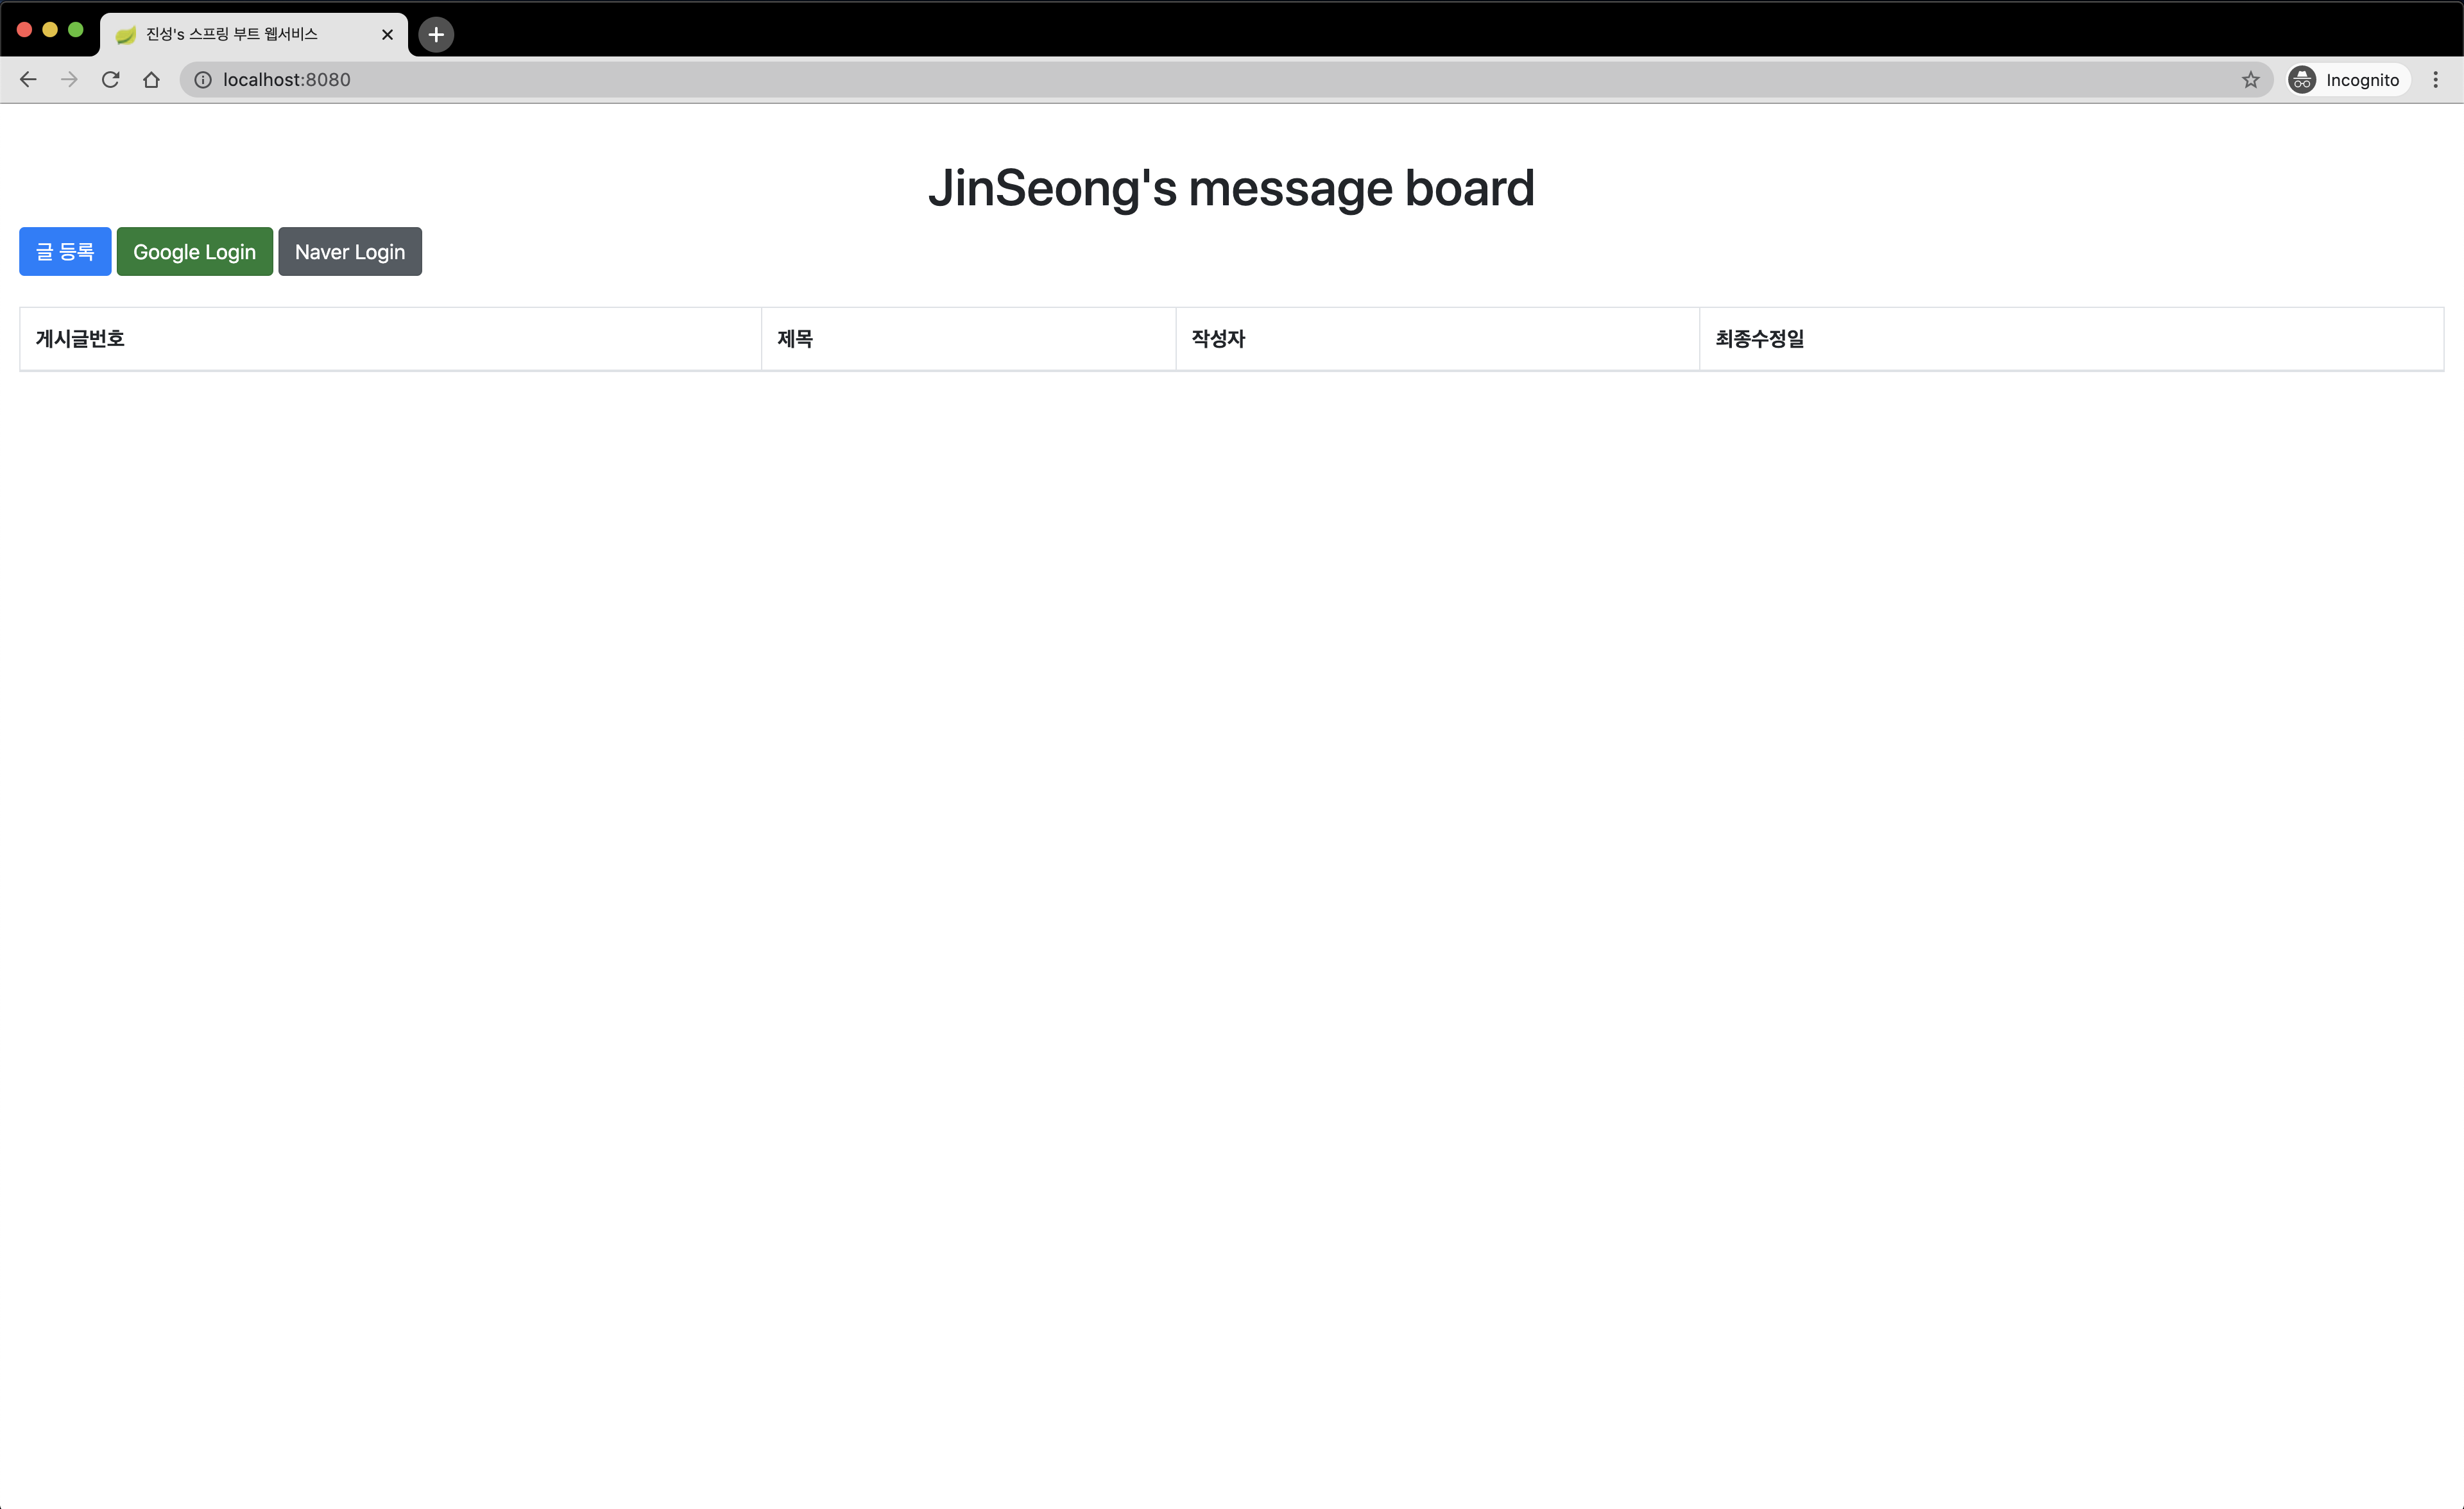 진성's 스프링 부트 웹서비스
localhost:8080
Incognito
JinSeong's message board
글 등록 Google Login Naver Login
게시글번호 제목 작성자 최종수정일